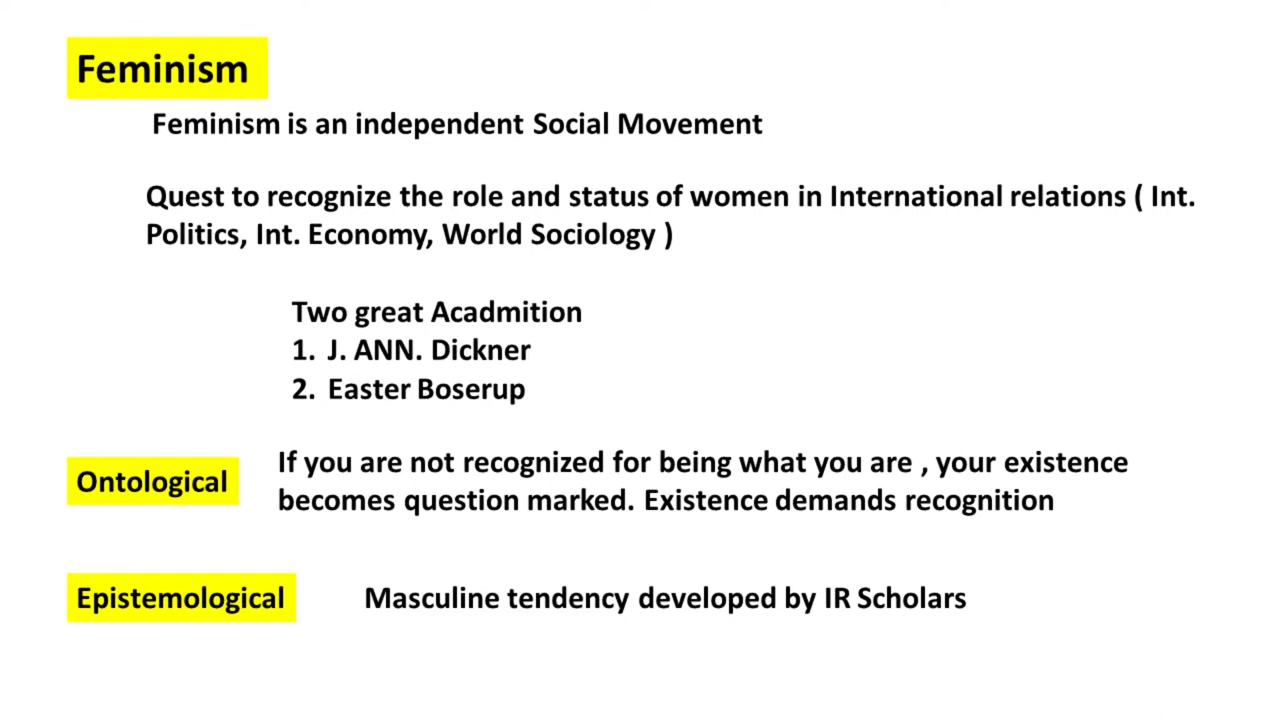 Feminism
Feminism is an independent Social Movement
Quest to recognize the role and status of women in International relations ( Int.
Politics, Int. Economy, World Sociology )
Two great Acadmition
1. J. ANN. Dickner
2. Easter Boserup
Ontological
If you are not recognized for being what you are , your existence
becomes question marked. Existence demands recognition
Epistemological
Masculine tendency developed by IR Scholars